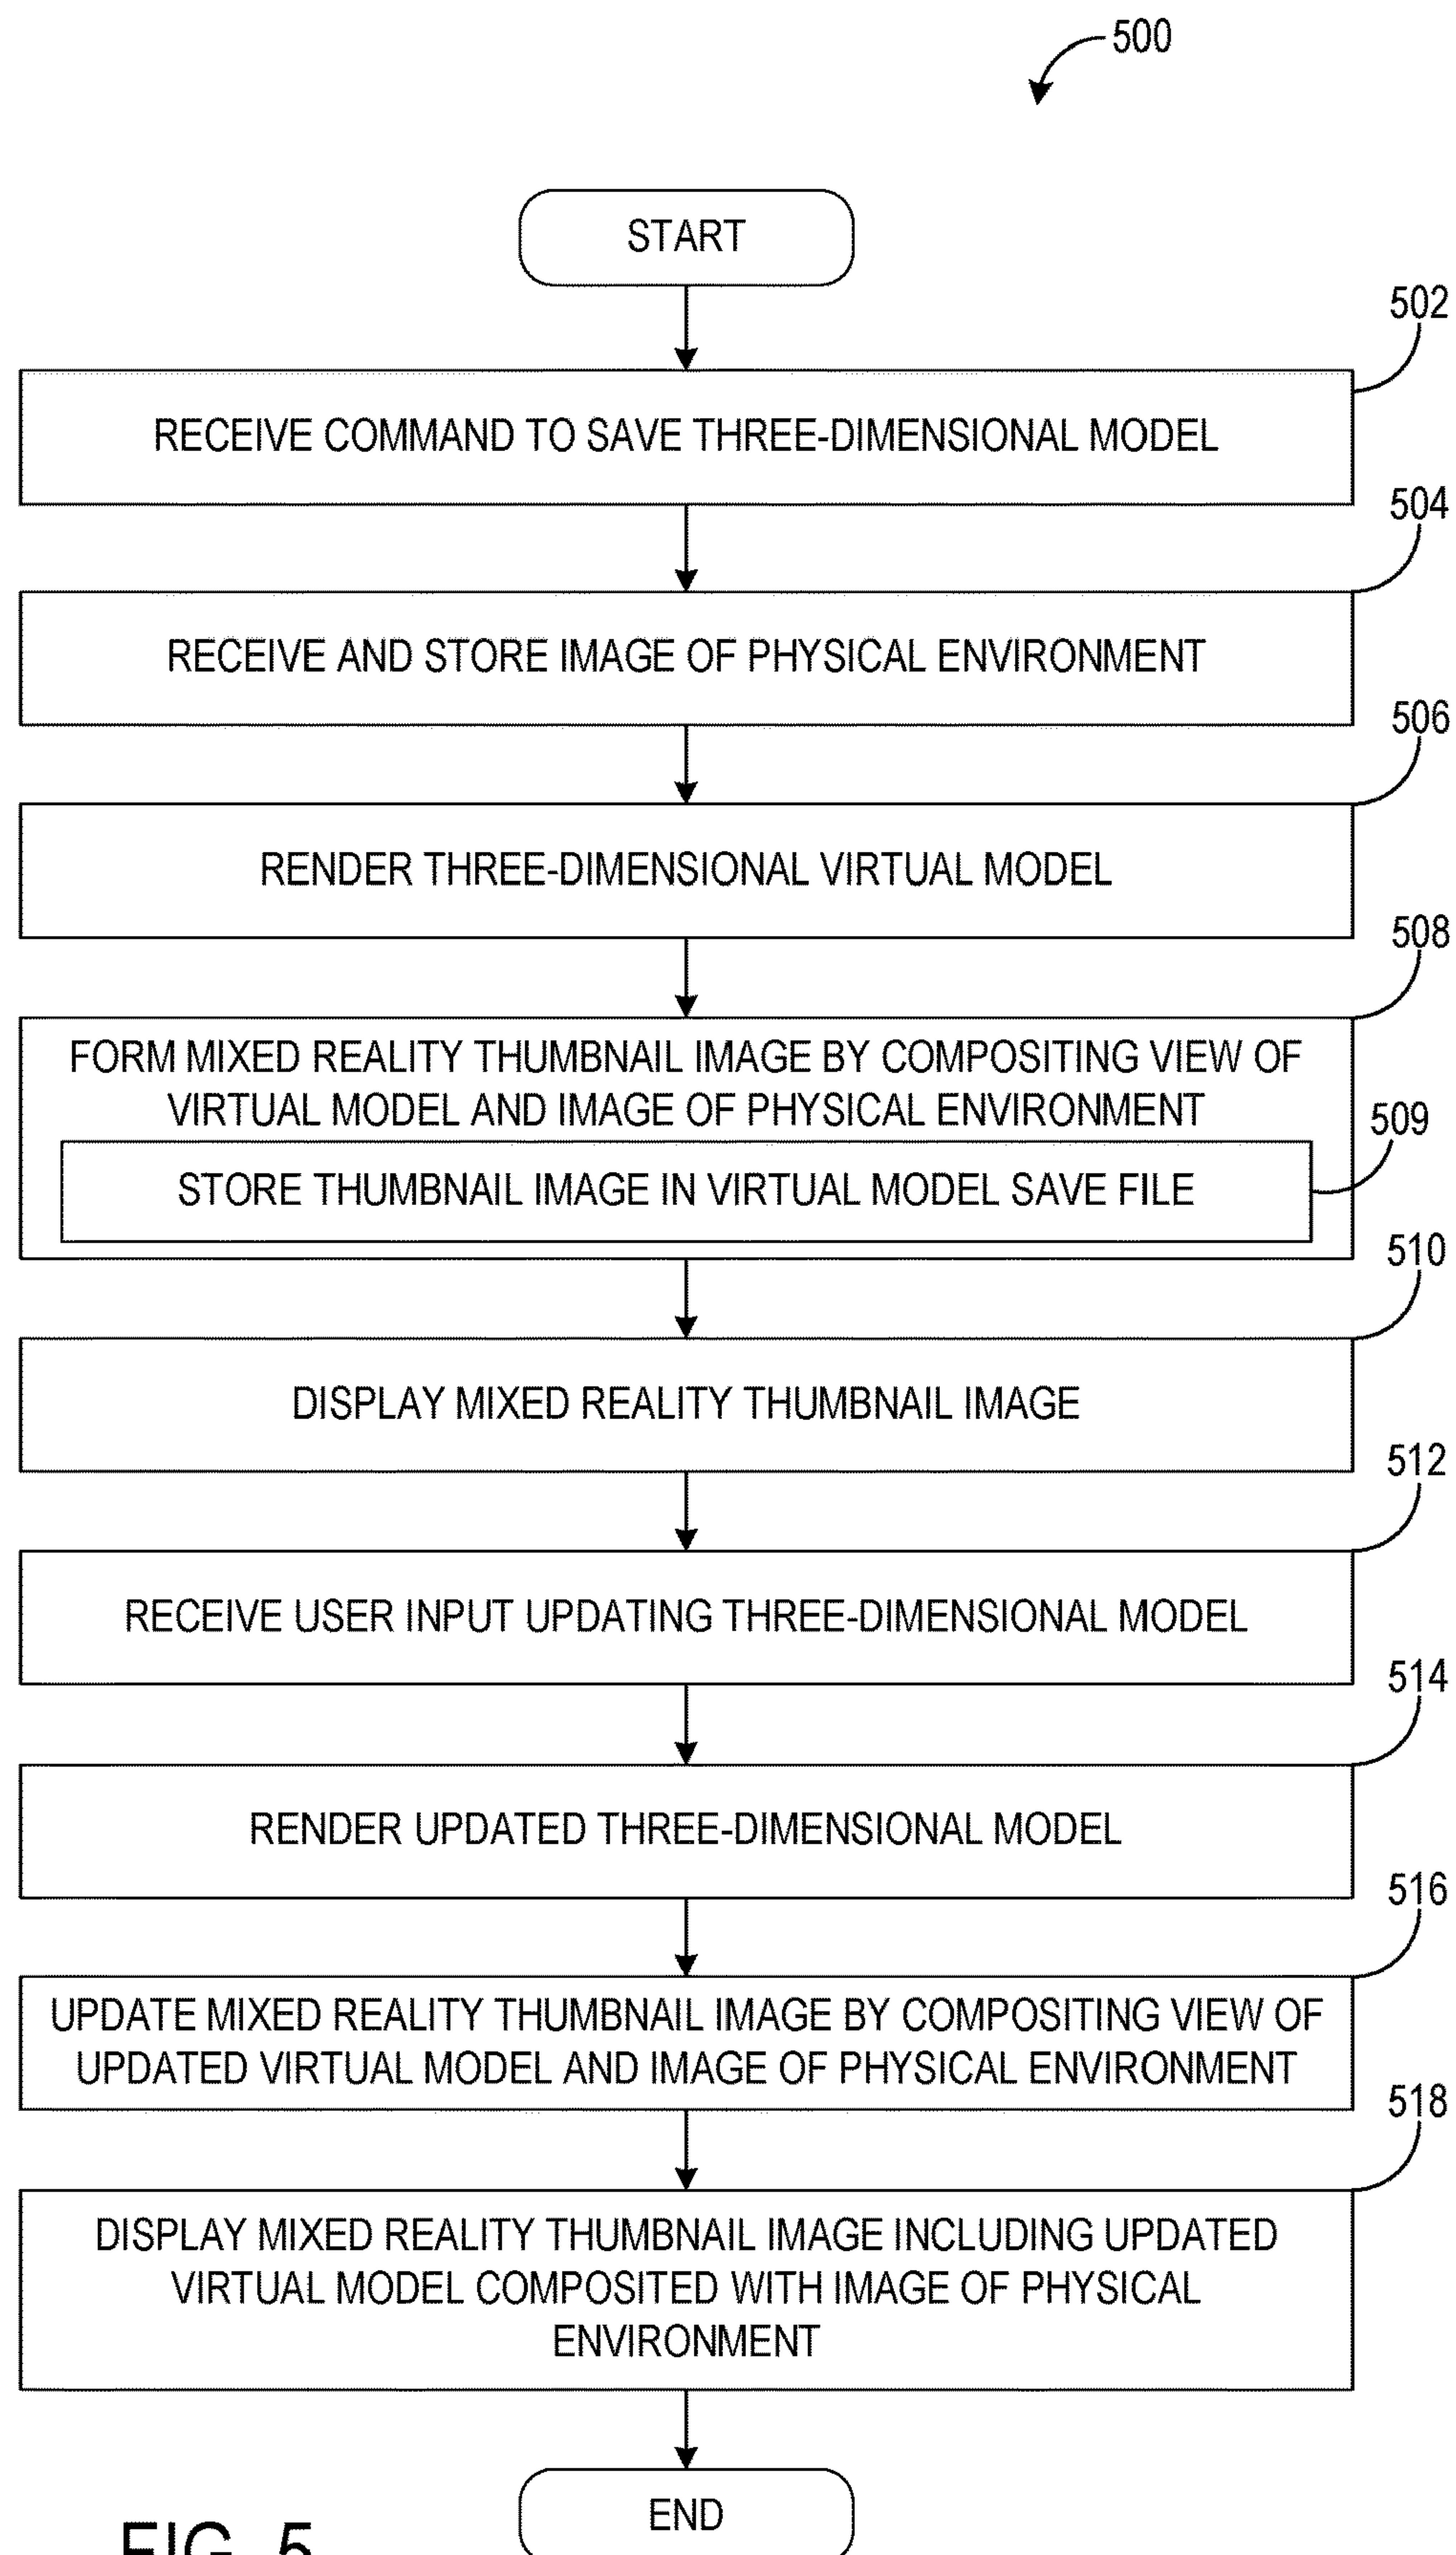 500
START
502
RECEIVE COMMAND TO SAVE THREE-DIMENSIONAL MODEL
504
RECEIVE AND STORE IMAGE OF PHYSICAL ENVIRONMENT
506
RENDER THREE-DIMENSIONAL VIRTUAL MODEL
508
FORM MIXED REALITY THUMBNAIL IMAGE BY COMPOSITING VIEW OF
VIRTUAL MODEL AND IMAGE OF PHYSICAL ENVIRONMENT
509
STORE THUMBNAIL IMAGE IN VIRTUAL MODEL SAVE FILE
510
DISPLAY MIXED REALITY THUMBNAIL IMAGE
512
RECEIVE USER INPUT UPDATING THREE-DIMENSIONAL MODEL
514
RENDER UPDATED THREE-DIMENSIONAL MODEL
516
UPDATE MIXED REALITY THUMBNAIL IMAGE BY COMPOSITING VIEW OF
UPDATED VIRTUAL MODEL AND IMAGE OF PHYSICAL ENVIRONMENT
518
DISPLAY MIXED REALITY THUMBNAIL IMAGE INCLUDING UPDATED
VIRTUAL MODEL COMPOSITED WITH IMAGE OF PHYSICAL
ENVIRONMENT
END
FIG. 5